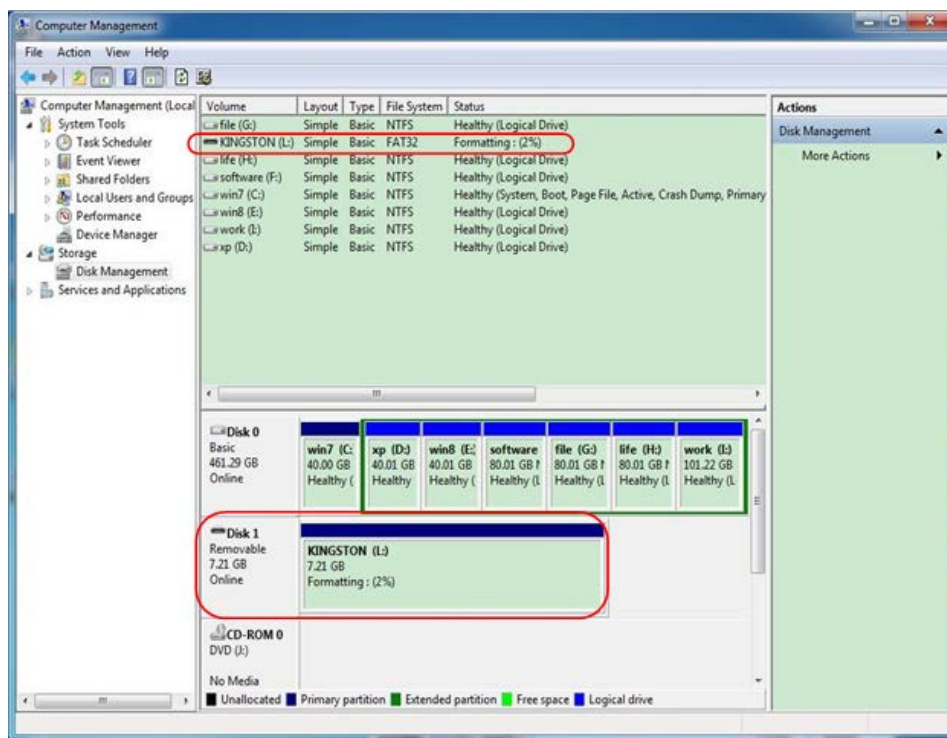 Computer Management
File Action View Help
Computer Management (Local
System Tools
Task Scheduler
Event Viewer
Shared Folders
Local Users and Groups
Performance
Device Manager
Storage
Disk Management
Services and Applications
Volume Layout Type File System Status
file (G:) Simple Basic NTFS Healthy (Logical Drive)
KINGSTON (L:) Simple Basic FAT32 Formatting : (2%)
life (H:) Simple Basic NTFS Healthy (Logical Drive)
software (F:) Simple Basic NTFS Healthy (Logical Drive)
win7 (C:) Simple Basic NTFS Healthy (System, Boot, Page File, Active, Crash Dump, Primary
win8 (E:) Simple Basic NTFS Healthy (Logical Drive)
work (I:) Simple Basic NTFS Healthy (Logical Drive)
xp (D:) Simple Basic NTFS Healthy (Logical Drive)
Disk 0
Basic
461.29 GB
Online
win7 (C:
40.00 GB
Healthy (
xp (D:)
40.01 GB
Healthy
win8 (E:
40.01 GB
Healthy (
software
80.01 GB
Healthy (L
file (G:)
80.01 GB
Healthy (L
life (H:)
80.01 GB
Healthy (L
work (I:)
101.22 GB
Healthy (L
Disk 1
Removable
7.21 GB
Online
KINGSTON (L:)
7.21 GB
Formatting : (2%)
CD-ROM 0
DVD (J:)
No Media
Unallocated Primary partition Extended partition Free space Logical drive
Actions
Disk Management
More Actions